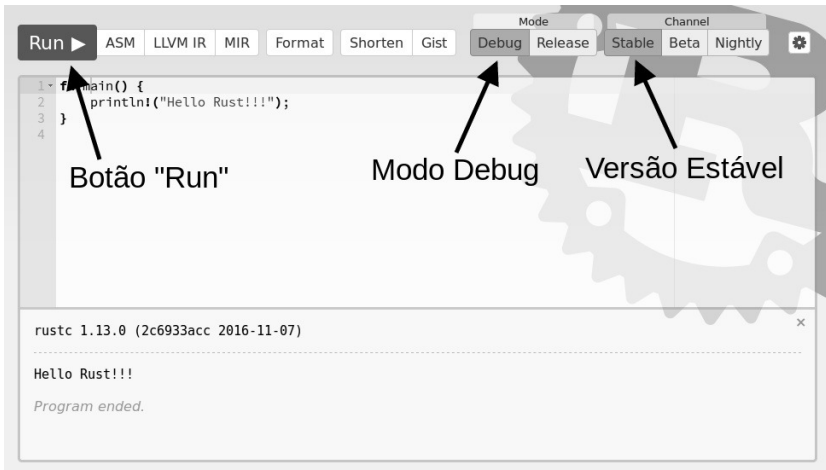 Mode Channel
Run ▶ ASM LLVM IR MIR Format Shorten Gist Debug Release Stable Beta Nightly
1 fn main() {
2 println!("Hello Rust!!!");
3 }
4
Botão "Run" Modo Debug Versão Estável
rustc 1.13.0 (2c6933acc 2016-11-07)
Hello Rust!!!
Program ended.